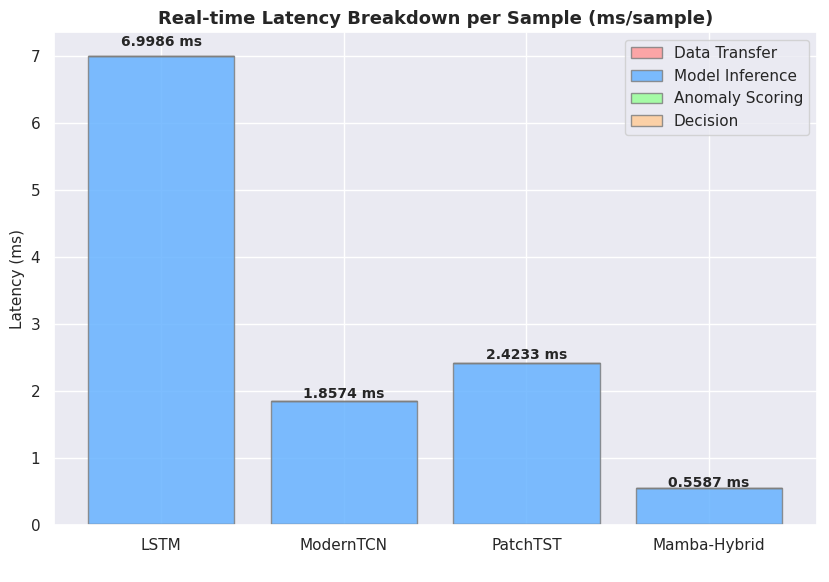 Real-time Latency Breakdown per Sample (ms/sample)
Data Transfer
Model Inference
Anomaly Scoring
Decision
Latency (ms)
7
6
5
4
3
2
1
0
6.9986 ms
1.8574 ms
2.4233 ms
0.5587 ms
LSTM
ModernTCN
PatchTST
Mamba-Hybrid